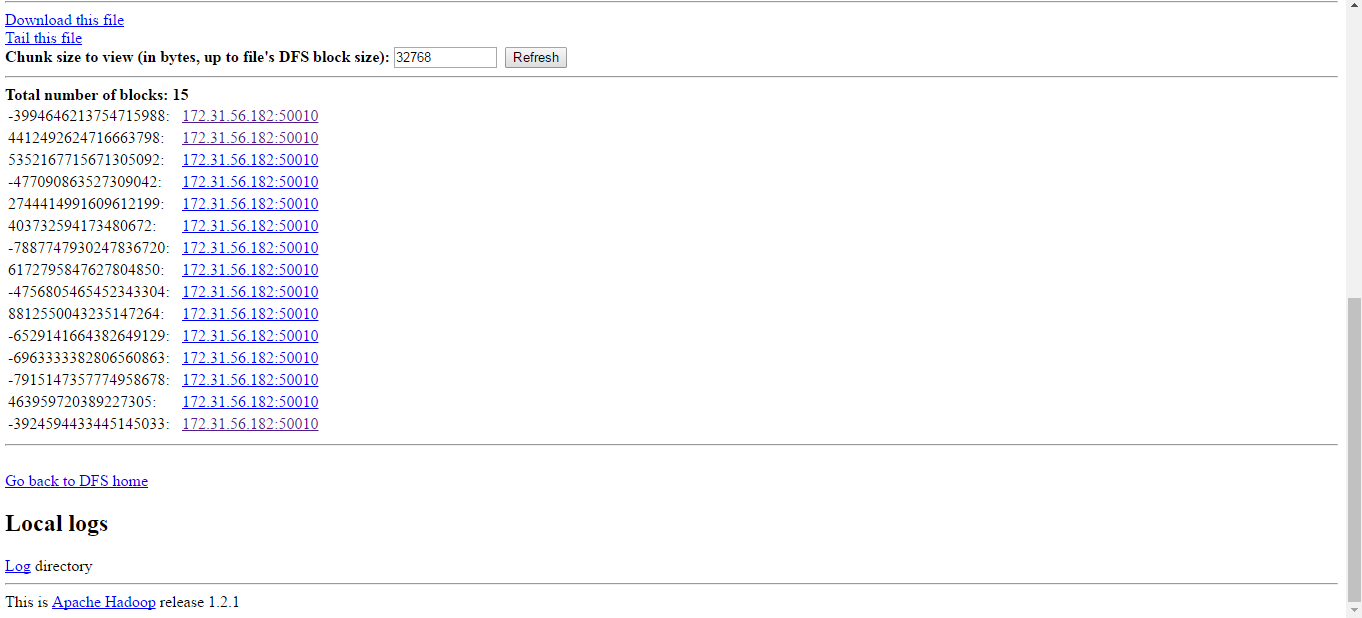 Download this file
Tail this file
Chunk size to view (in bytes, up to file's DFS block size): 32768 Refresh
Total number of blocks: 15
-3994646213754715988: 172.31.56.182:50010
4412492624716663798: 172.31.56.182:50010
5352167715671305092: 172.31.56.182:50010
-477090863527309042: 172.31.56.182:50010
2744414991609612199: 172.31.56.182:50010
403732594173480672: 172.31.56.182:50010
-7887747930247836720: 172.31.56.182:50010
6172795847627804850: 172.31.56.182:50010
-4756805465452343304: 172.31.56.182:50010
8812550043235147264: 172.31.56.182:50010
-6529141664382649129: 172.31.56.182:50010
-6963333382806560863: 172.31.56.182:50010
-7915147357774958678: 172.31.56.182:50010
463959720389227305: 172.31.56.182:50010
-3924594433445145033: 172.31.56.182:50010
Go back to DFS home
Local logs
Log directory
This is Apache Hadoop release 1.2.1